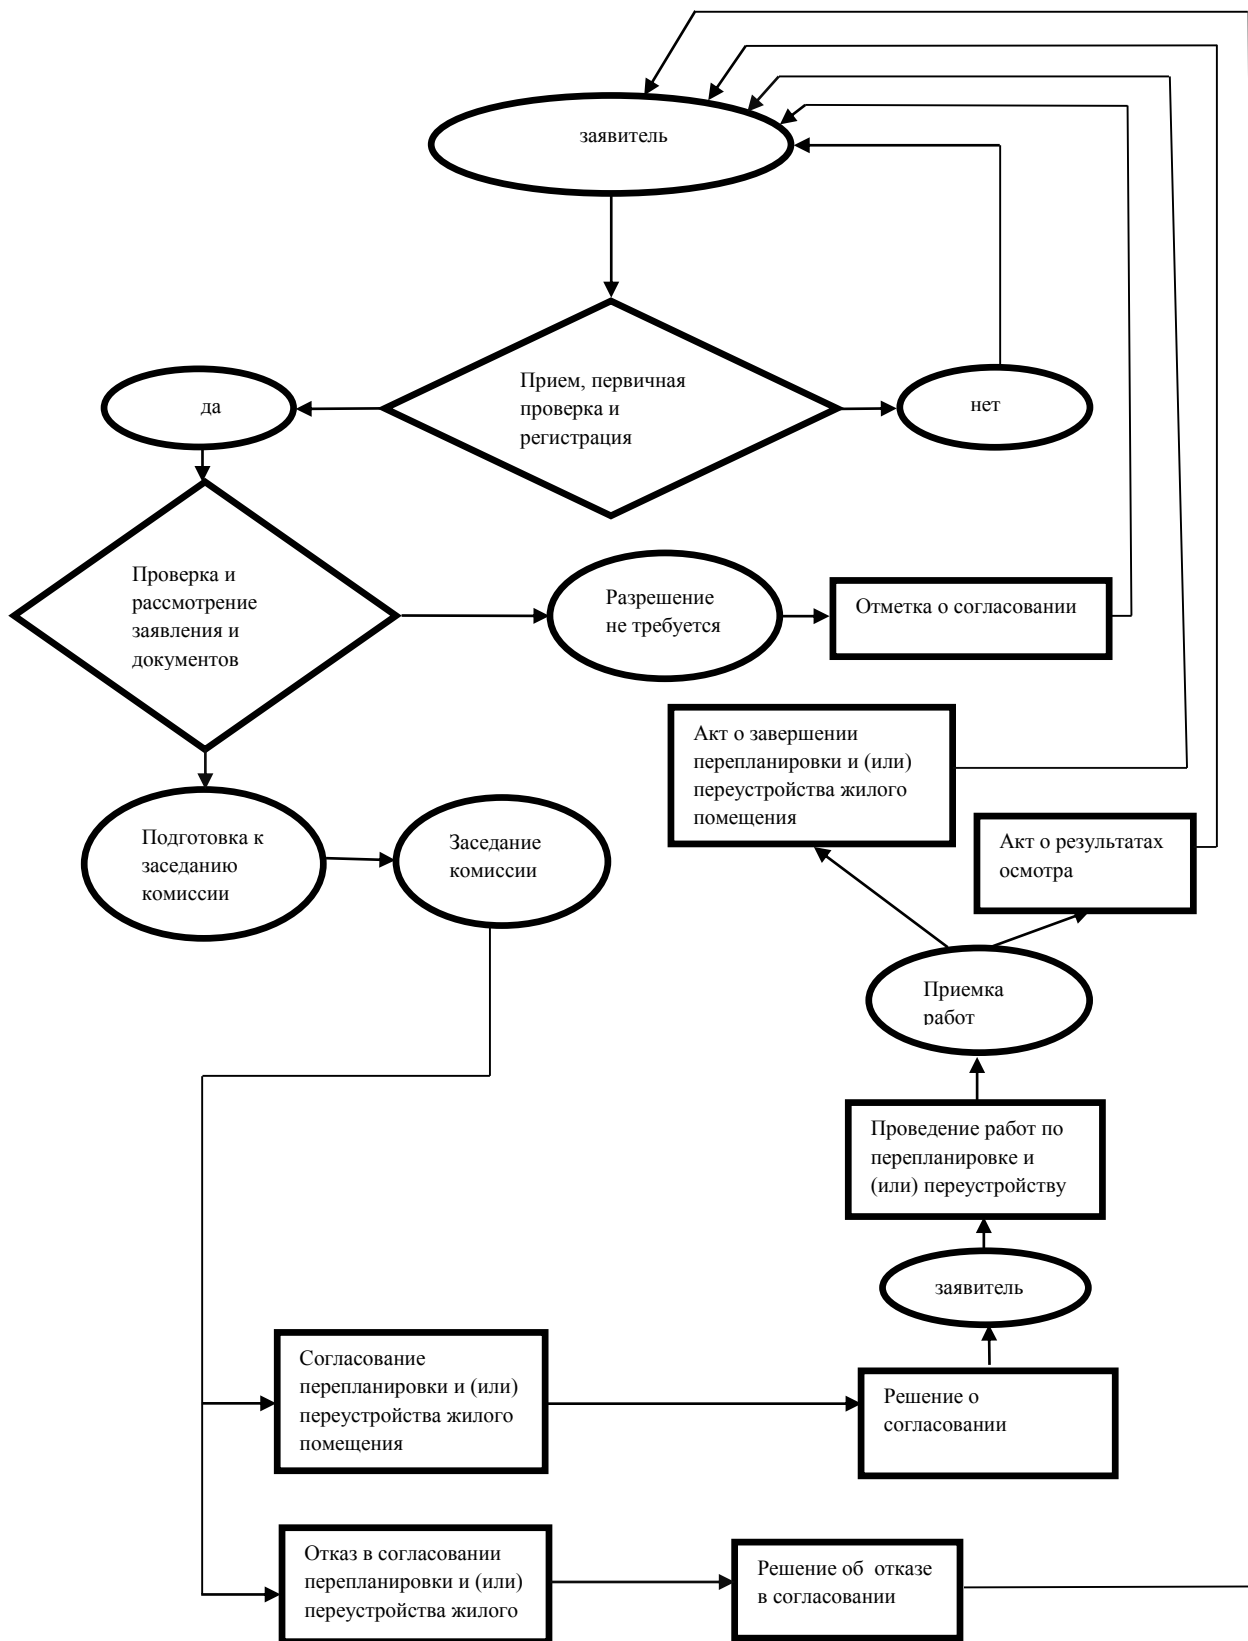 заявитель
Прием, первичная
проверка и
регистрация
да
нет
Проверка и
рассмотрение
заявления и
документов
Разрешение
не требуется
Отметка о согласовании
Акт о завершении
перепланировки и (или)
переустройства жилого
помещения
Подготовка к
заседанию
комиссии
Заседание
комиссии
Акт о результатах
осмотра
Приемка
работ
Проведение работ по
перепланировке и
(или) переустройству
заявитель
Согласование
перепланировки и (или)
переустройства жилого
помещения
Решение о
согласовании
Отказ в согласовании
перепланировки и (или)
переустройства жилого
Решение об  отказе
в согласовании